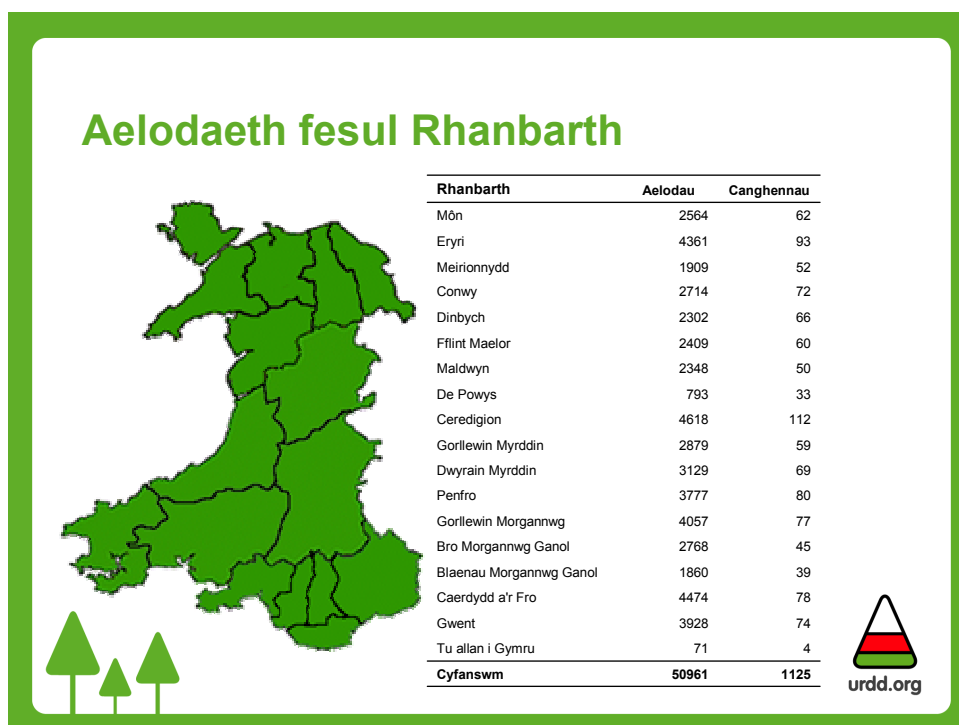 Aelodaeth fesul Rhanbarth
Rhanbarth Aelodau Canghennau
Môn 2564 62
Eryri 4361 93
Meirionnydd 1909 52
Conwy 2714 72
Dinbych 2302 66
Fflint Maelor 2409 60
Maldwyn 2348 50
De Powys 793 33
Ceredigion 4618 112
Gorllewin Myrddin 2879 59
Dwyrain Myrddin 3129 69
Penfro 3777 80
Gorllewin Morgannwg 4057 77
Bro Morgannwg Ganol 2768 45
Blaenau Morgannwg Ganol 1860 39
Caerdydd a'r Fro 4474 78
Gwent 3928 74
Tu allan i Gymru 71 4
Cyfanswm 50961 1125
urdd.org